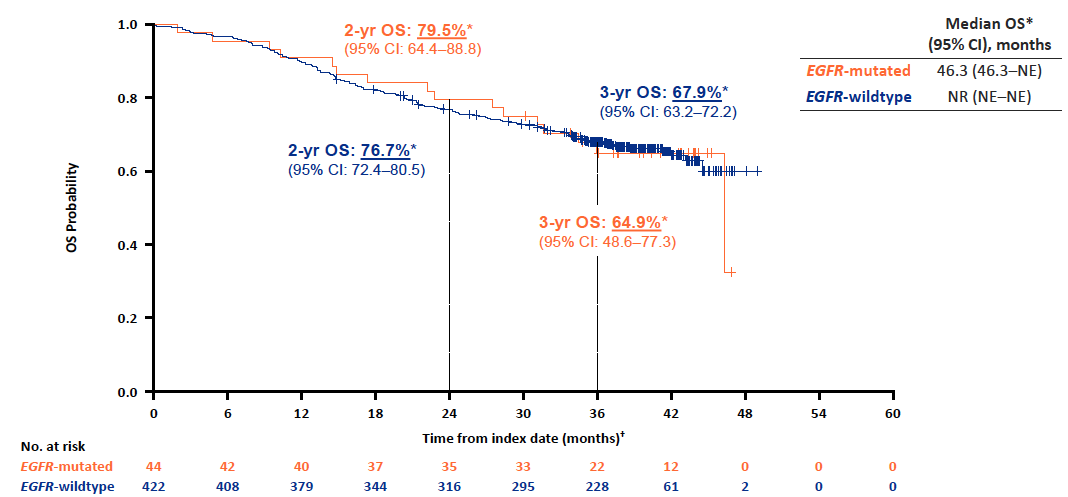 1.0
0.8
0.6
0.4
0.2
0.0
OS Probability
2-yr OS: 79.5%*
(95% CI: 64.4–88.8)
2-yr OS: 76.7%*
(95% CI: 72.4–80.5)
3-yr OS: 67.9%*
(95% CI: 63.2–72.2)
3-yr OS: 64.9%*
(95% CI: 48.6–77.3)
Median OS*
(95% CI), months
EGFR-mutated 46.3 (46.3–NE)
EGFR-wildtype NR (NE–NE)
0 6 12 18 24 30 36 42 48 54 60
Time from index date (months)†
No. at risk
EGFR-mutated 44 42 40 37 35 33 22 12 0 0 0
EGFR-wildtype 422 408 379 344 316 295 228 61 2 0 0